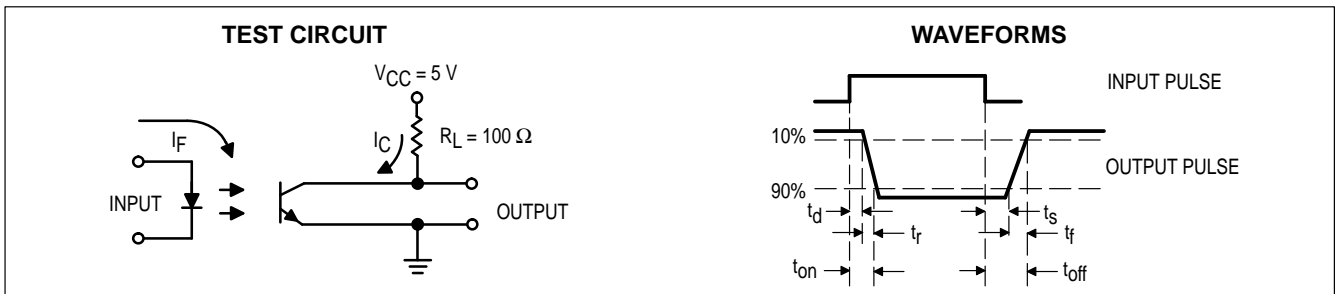 TEST CIRCUIT
VCC = 5 V
IF
IC
RL = 100 Ω
INPUT
OUTPUT
WAVEFORMS
INPUT PULSE
10%
OUTPUT PULSE
90%
td
ts
tr
tf
ton
toff